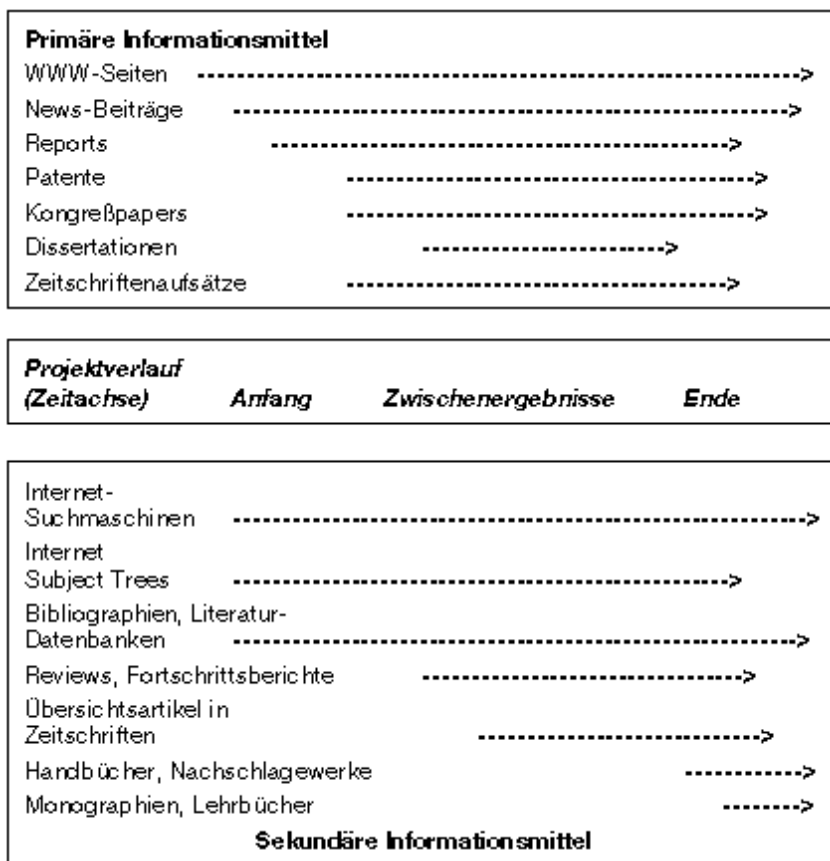 Primäre Informationsmittel
WWW-Seiten ------------------------------------------------------------>
News-Beiträge -------------------------------------------------------->
Reports --------------------------------------------->
Patente ----------------------------------------->
Kongreßpapers ----------------------------------------->
Dissertationen ------------------------>
Zeitschriftenaufsätze -------------------------------------->
Projektverlauf
(Zeitachse) Anfang Zwischenergebnisse Ende
Internet-
Suchmaschinen --------------------------------------------------------->
Internet
Subject Trees ------------------------------------------------->
Bibliographien, Literatur-
Datenbanken -------------------------------------------------------->
Reviews, Fortschrittsberichte -------------------------------->
Übersichtsartikel in
Zeitschriften ---------------------------->
Handbücher, Nachschlagewerke ------------>
Monographien, Lehrbücher -------->
Sekundäre Informationsmittel